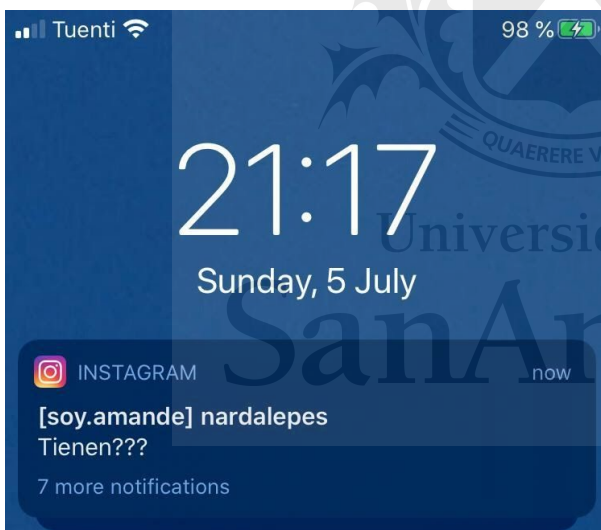 Tuenti
98 %
QUAERERE V
21:17
Universi
Sunday, 5 July
SanAn
INSTAGRAM
now
[soy.amande] nardalepes
Tienen???
7 more notifications